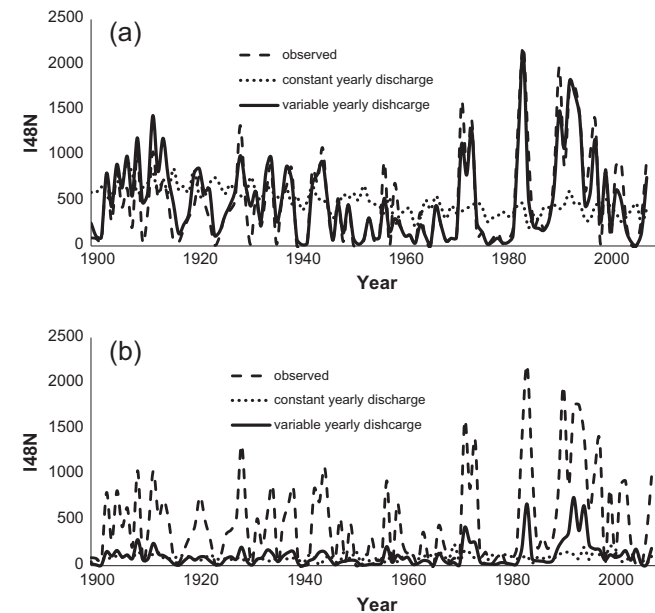 2500
(a)
observed
2000
constant yearly discharge
variable yearly dishcarge
1500
I48N
1000
500
0
1900 1920 1940 1960 1980 2000
Year
2500
(b)
observed
2000
constant yearly discharge
variable yearly dishcarge
1500
I48N
1000
500
0
1900 1920 1940 1960 1980 2000
Year